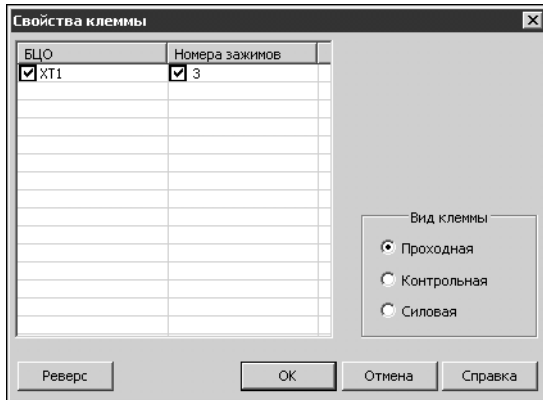 Свойства клеммы
БЦО Номера зажимов
XT1 3
Вид клеммы
Проходная
Контрольная
Силовая
Реверс OK Отмена Справка